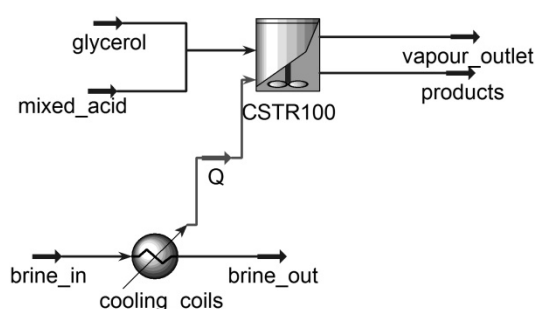 glycerol
vapour_outlet
mixed_acid
products
CSTR100
Q
brine_in
brine_out
cooling_coils